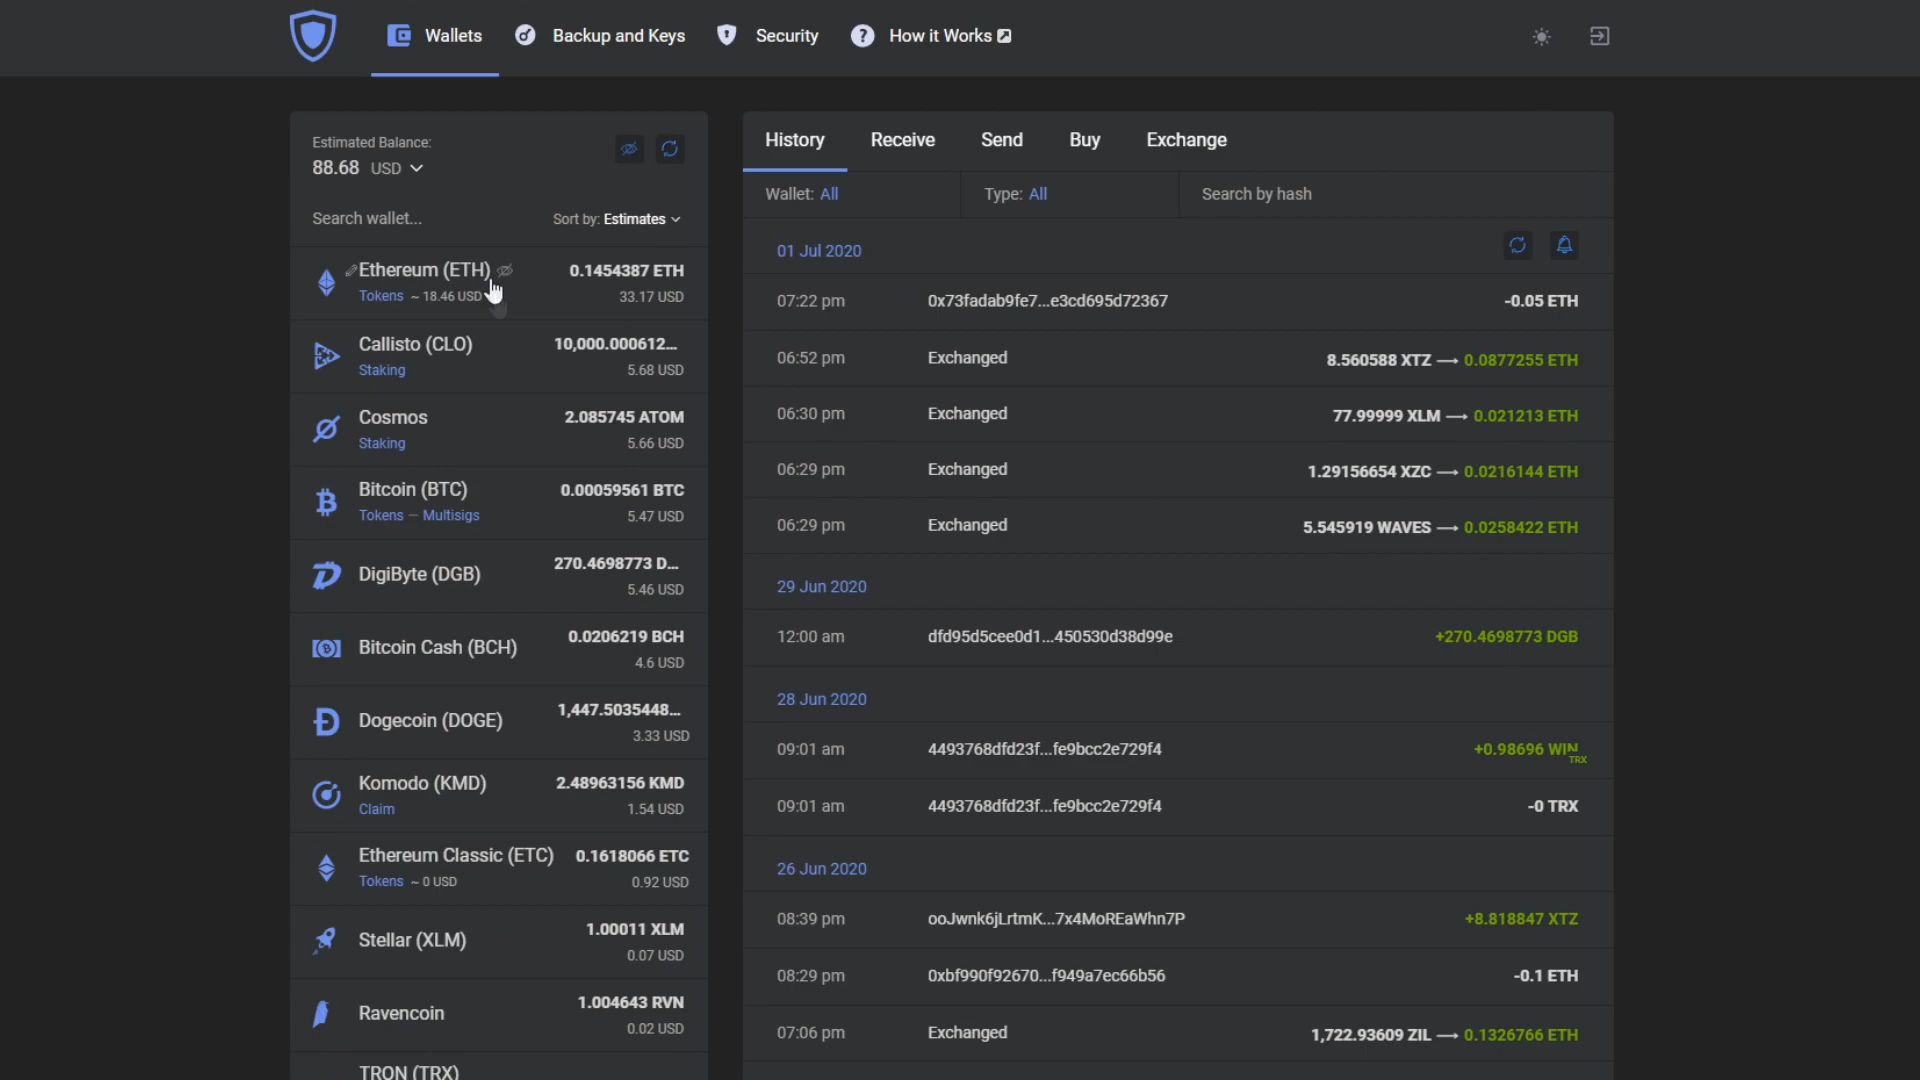 Wallets
Backup and Keys
Security
How it Works
Estimated Balance:
88.68 USD
Search wallet...
Sort by: Estimates
Ethereum (ETH)
0.1454387 ETH
Tokens ~ 18.46 USD
33.17 USD
Callisto (CLO)
10,000.000612...
Staking
5.68 USD
Cosmos
2.085745 ATOM
Staking
5.66 USD
Bitcoin (BTC)
0.00059561 BTC
Tokens — Multisigs
5.47 USD
DigiByte (DGB)
270.4698773 D...
5.46 USD
Bitcoin Cash (BCH)
0.0206219 BCH
4.6 USD
Dogecoin (DOGE)
1,447.5035448...
3.33 USD
Komodo (KMD)
2.48963156 KMD
Claim
1.54 USD
Ethereum Classic (ETC)
0.1618066 ETC
Tokens ~ 0 USD
0.92 USD
Stellar (XLM)
1.00011 XLM
0.07 USD
Ravencoin
1.004643 RVN
0.02 USD
TRON (TRX)
History
Receive
Send
Buy
Exchange
Wallet: All
Type: All
Search by hash
01 Jul 2020
07:22 pm 0x73fadab9fe7...e3cd695d72367 -0.05 ETH
06:52 pm Exchanged 8.560588 XTZ → 0.0877255 ETH
06:30 pm Exchanged 77.99999 XLM → 0.021213 ETH
06:29 pm Exchanged 1.29156654 XZC → 0.0216144 ETH
06:29 pm Exchanged 5.545919 WAVES → 0.0258422 ETH
29 Jun 2020
12:00 am dfd95d5cee0d1...450530d38d99e +270.4698773 DGB
28 Jun 2020
09:01 am 4493768dfd23f...fe9bcc2e729f4 +0.98696 WIN TRX
09:01 am 4493768dfd23f...fe9bcc2e729f4 -0 TRX
26 Jun 2020
08:39 pm ooJwnk6jLrtmK...7x4MoREaWhn7P +8.818847 XTZ
08:29 pm 0xbf990f92670...f949a7ec66b56 -0.1 ETH
07:06 pm Exchanged 1,722.93609 ZIL → 0.1326766 ETH